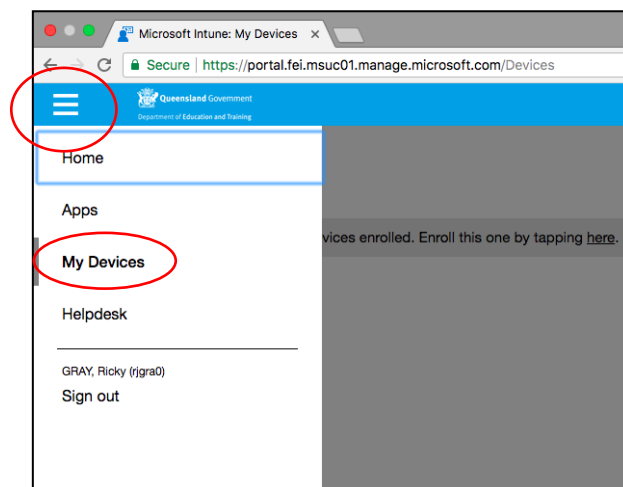 Microsoft Intune: My Devices
Secure | https://portal.fei.msuc01.manage.microsoft.com/Devices
Queensland Government
Department of Education and Training
Home
Apps
vices enrolled. Enroll this one by tapping here.
My Devices
Helpdesk
GRAY, Ricky (rjgra0)
Sign out